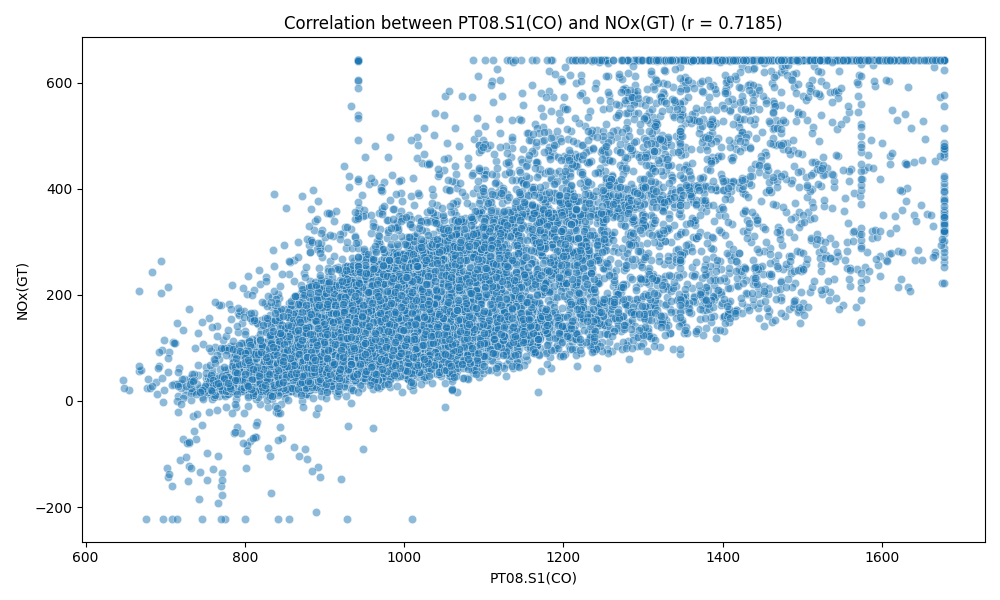 Correlation between PT08.S1(CO) and NOx(GT) (r = 0.7185)
NOx(GT)
600
400
200
0
−200
600 800 1000 1200 1400 1600
PT08.S1(CO)